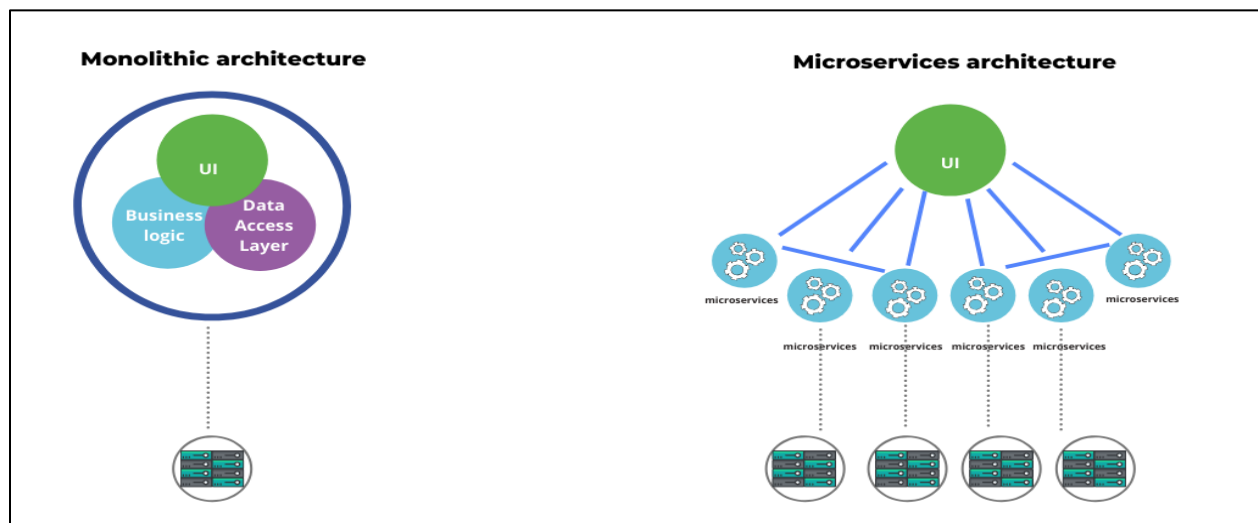 Monolithic architecture
UI
Business
logic
Data
Access
Layer
Microservices architecture
UI
microservices
microservices
microservices
microservices
microservices
microservices